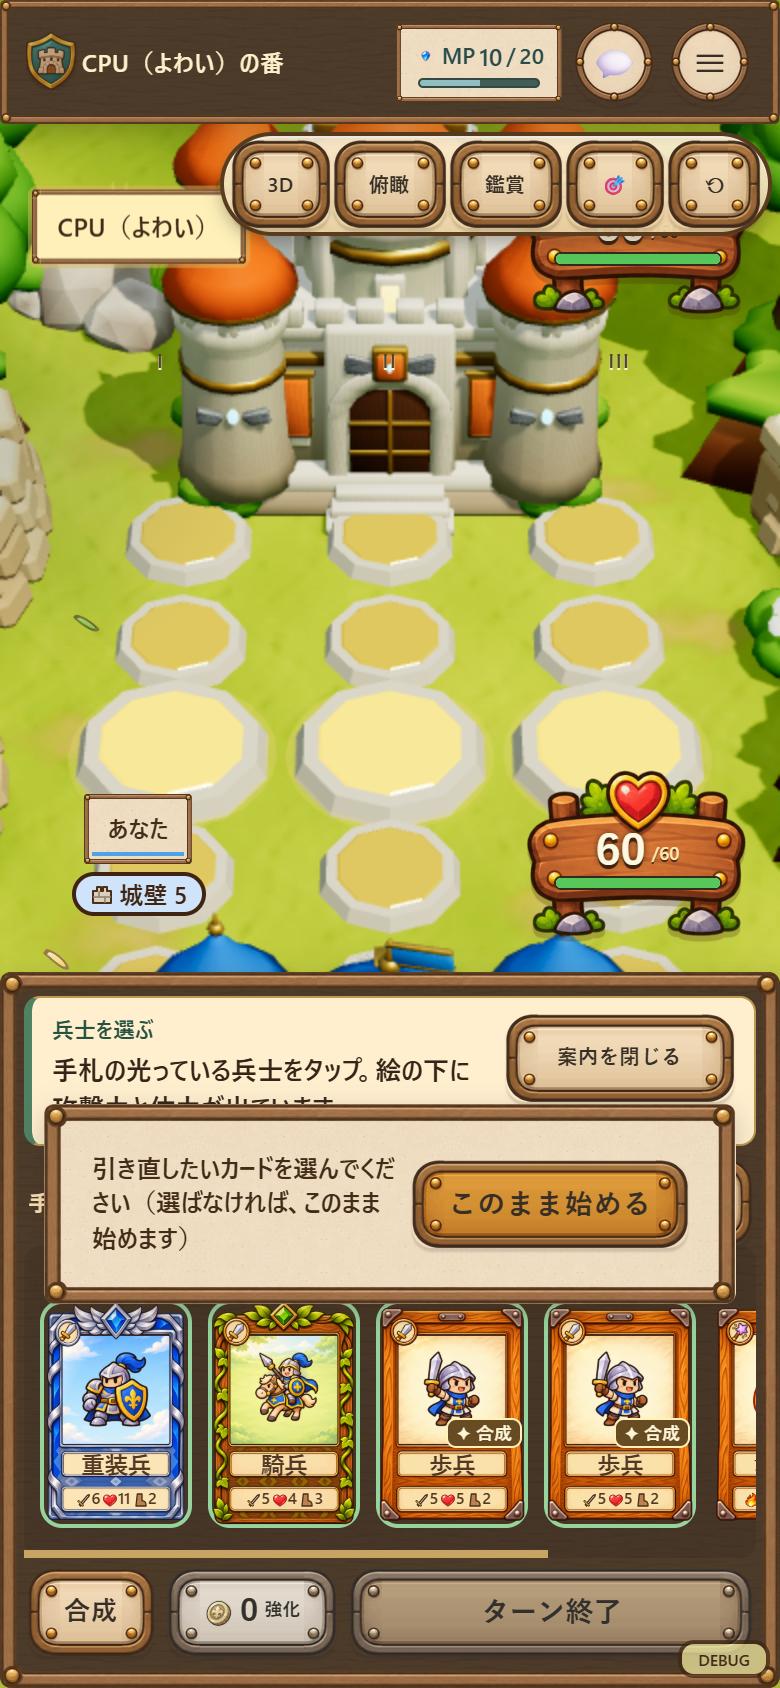 CPU（よわい）の番
MP 10 / 20
3D
俯瞰
鑑賞
CPU（よわい）
I
II
III
あなた
城壁 5
60 /60
兵士を選ぶ
手札の光っている兵士をタップ。絵の下に
案内を閉じる
手
引き直したいカードを選んでくだ
さい（選ばなければ、このまま
始めます）
このまま始める
合成
合成
重装兵
騎兵
歩兵
歩兵
6 11 2
5 4 3
5 5 2
5 5 2
合成
0 強化
ターン終了
DEBUG